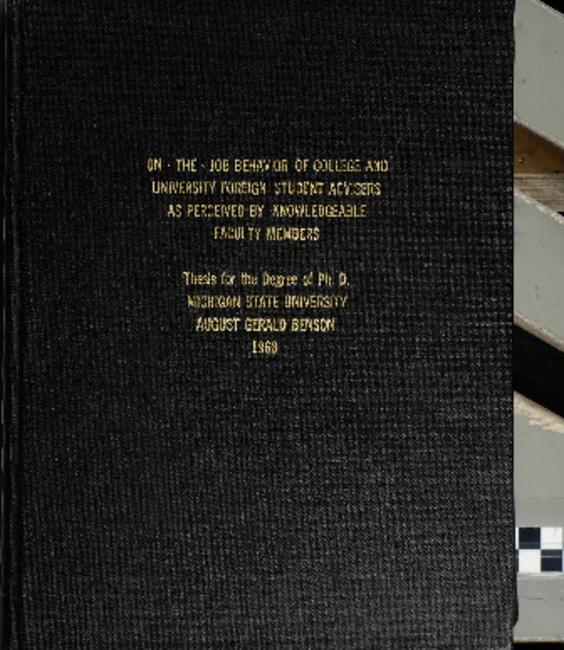 ON - THE - JOB BEHAVIOR OF COLLEGE AND
UNIVERSITY FOREIGN STUDENT ADVISERS
AS PERCEIVED BY KNOWLEDGEABLE
FACULTY MEMBERS
Thesis for the Degree of Ph. D.
MICHIGAN STATE UNIVERSITY
AUGUST GERALD BENSON
1968